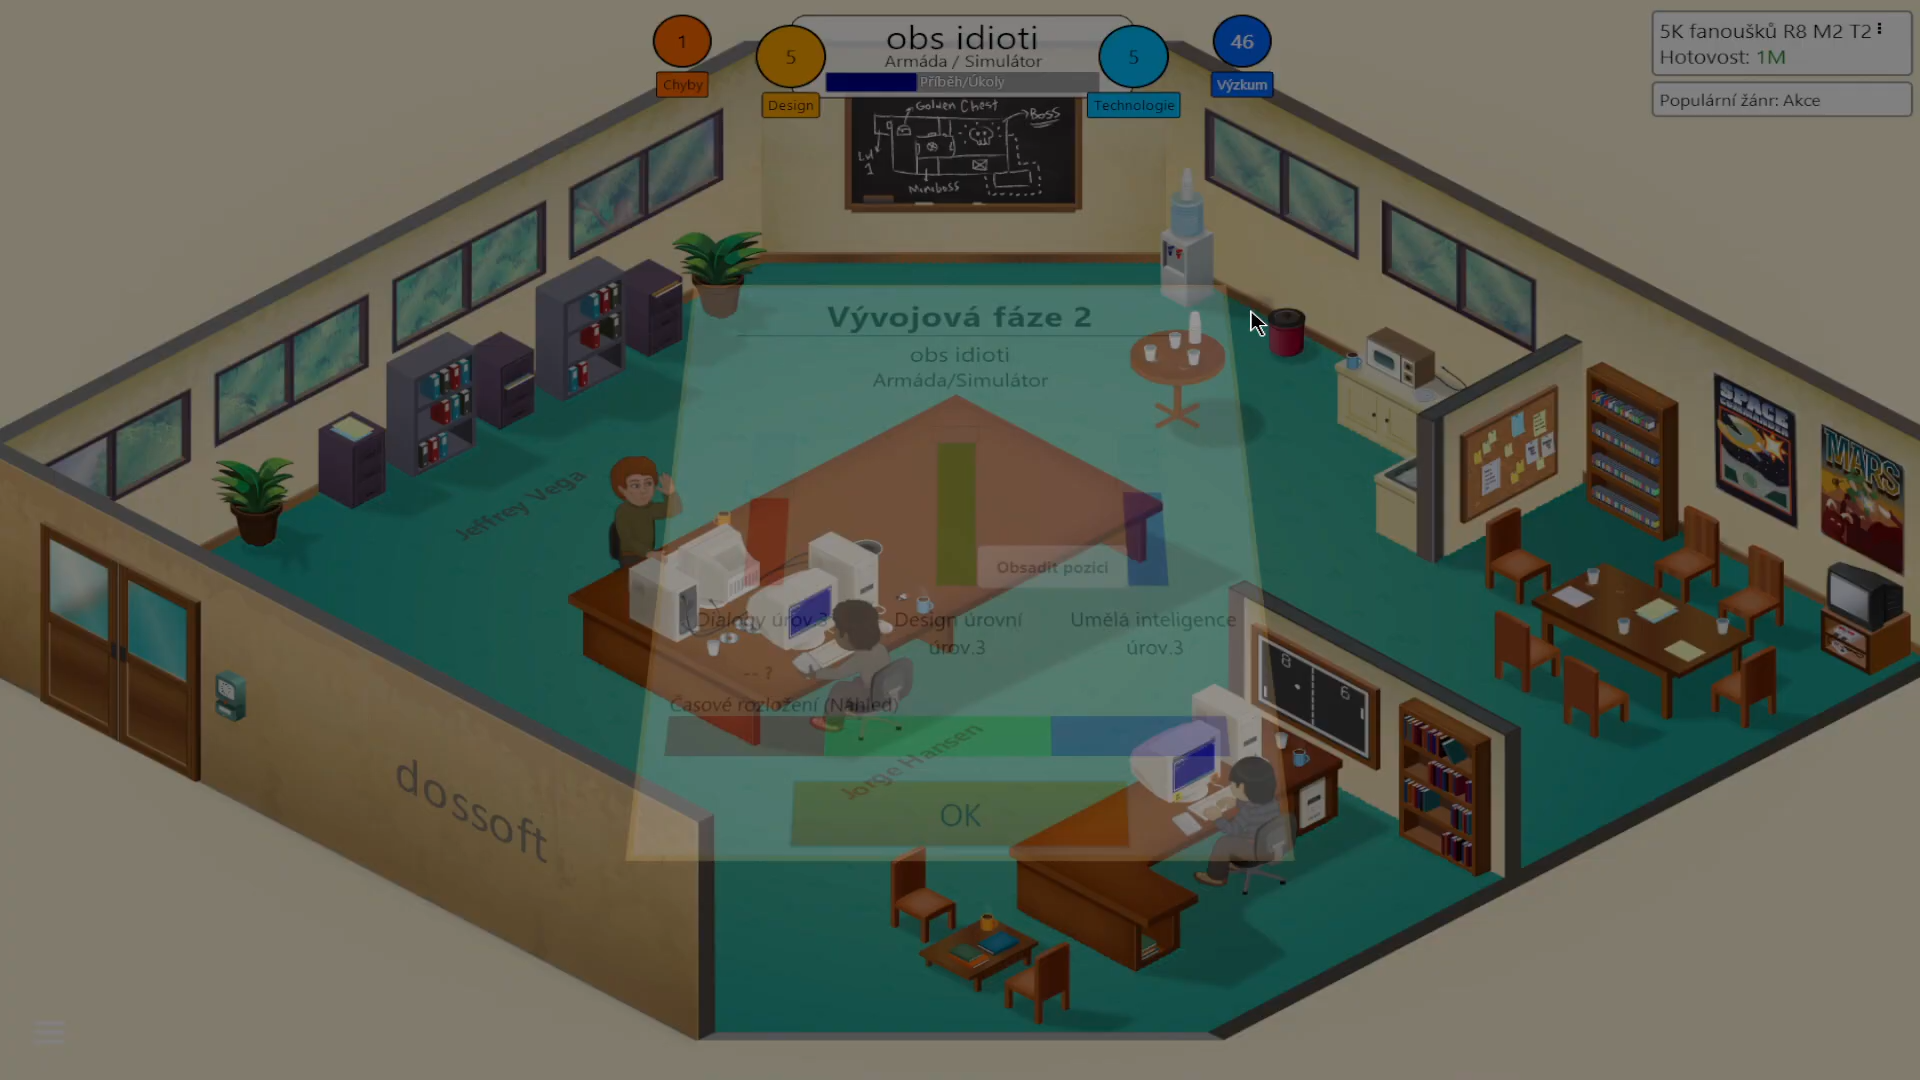 1
Chyby
5
Design
obs idioti
Armáda / Simulátor
Příběh/Úkoly
5
Technologie
46
Výzkum
5K fanoušků R8 M2 T2
Hotovost: 1M
Populární žánr: Akce
Golden Chest
Boss
Lvl
1
Miniboss
Vývojová fáze 2
obs idioti
Armáda/Simulátor
SPACE
MARS
Jeffrey Vega
Obsadit pozici
Dialogy úrov.3
Design úrovní
úrov.3
Umělá inteligence
úrov.3
-- ?
Časové rozložení (Náhled)
8
6
Jorge Hansen
OK
dossoft